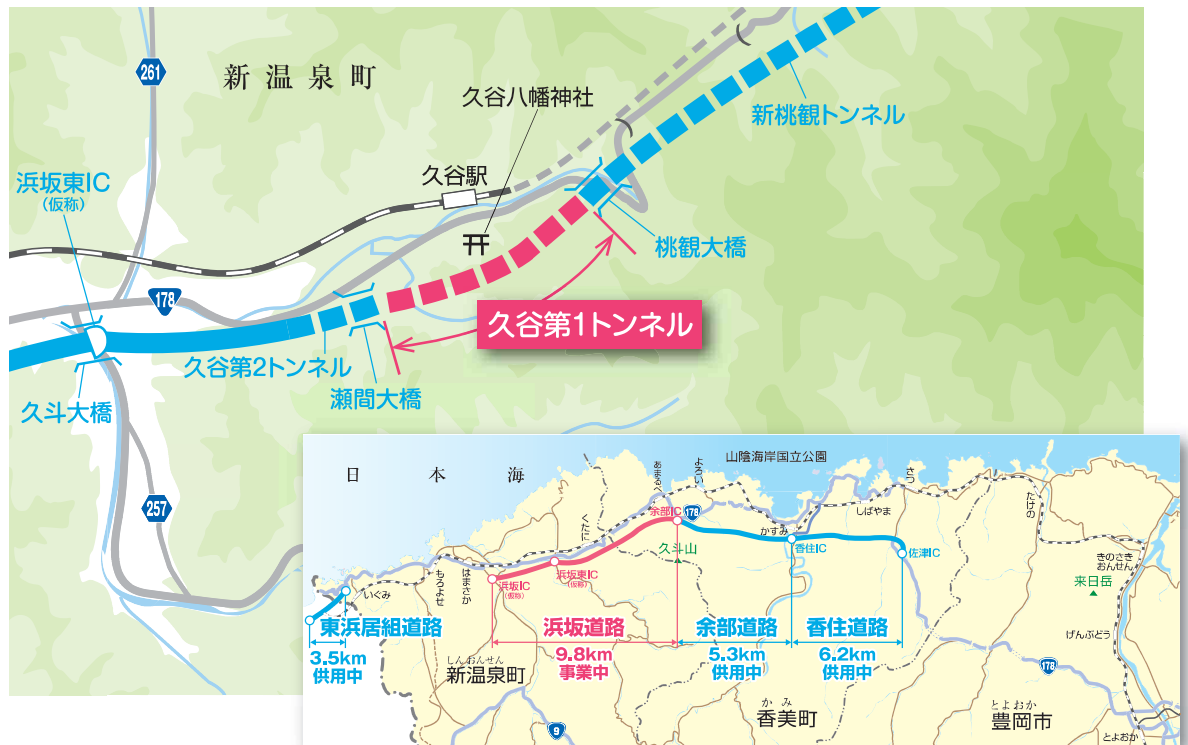 261
新温泉町
久谷八幡神社
新桃観トンネル
久谷駅
浜坂東IC
(仮称)
桃観大橋
178
久谷第1トンネル
久谷第2トンネル
瀬間大橋
久斗大橋
257
日本海
山陰海岸国立公園
あまるべ
よろい
さつ
たけの
しばやま
くたに
余部IC
178
かすみ
香住IC
佐津IC
久斗山
きのさき
おんせん
来日岳
もろよせ
はまさか
浜坂IC
(仮称)
浜坂東IC
(仮称)
いぐみ
東浜居組道路
3.5km
供用中
浜坂道路
9.8km
事業中
余部道路
5.3km
供用中
香住道路
6.2km
供用中
げんぶどう
178
しんおんせん
新温泉町
9
かみ
香美町
とよおか
豊岡市
とよおか